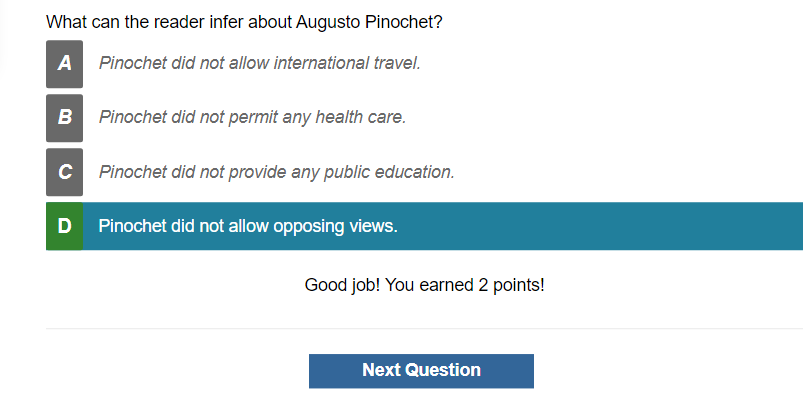 What can the reader infer about Augusto Pinochet?
A Pinochet did not allow international travel.
B Pinochet did not permit any health care.
C Pinochet did not provide any public education.
D Pinochet did not allow opposing views.
Good job! You earned 2 points!
Next Question